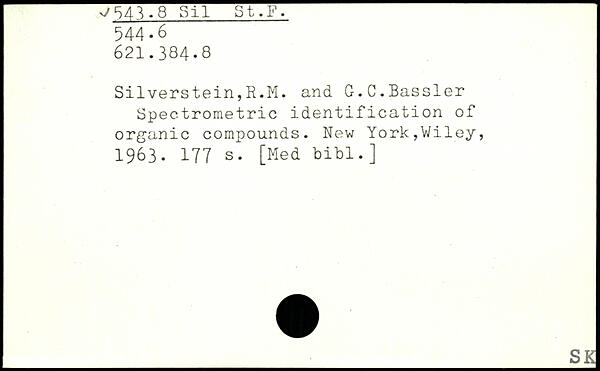 ✓543.8 Sil St.F.
544.6
621.384.8
Silverstein,R.M. and G.C.Bassler
Spectrometric identification of
organic compounds. New York,Wiley,
1963. 177 s. [Med bibl.]
SK